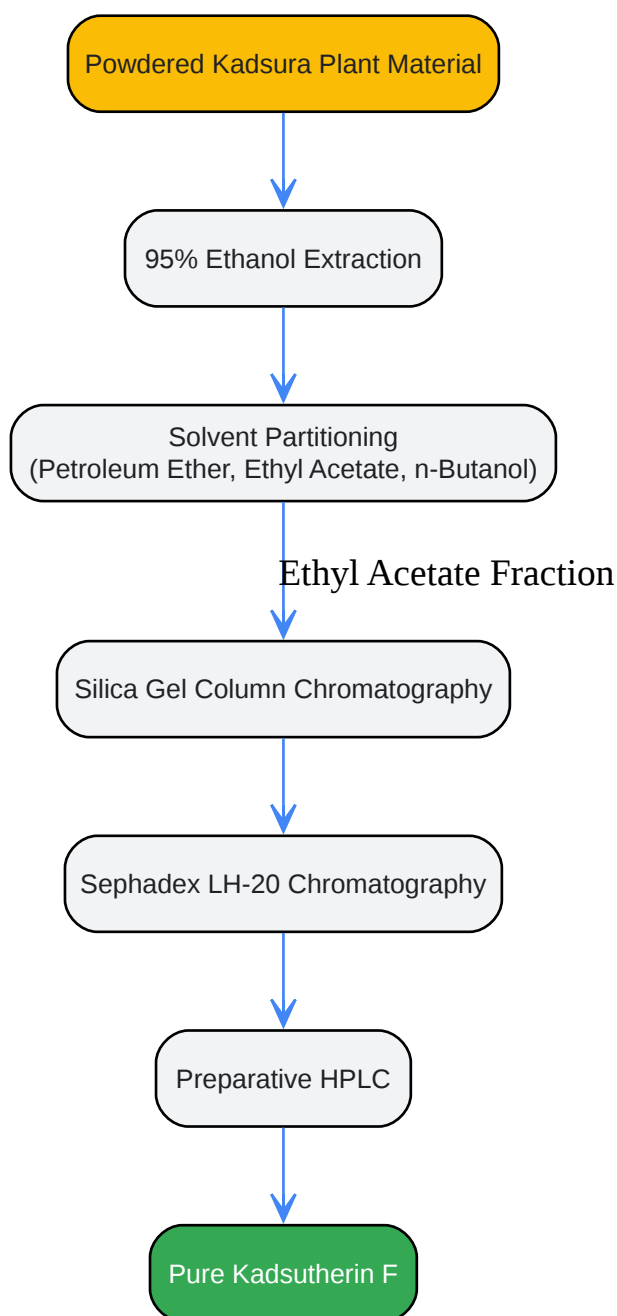 Powdered Kadsura Plant Material
95% Ethanol Extraction
Solvent Partitioning
(Petroleum Ether, Ethyl Acetate, n-Butanol)
Ethyl Acetate Fraction
Silica Gel Column Chromatography
Sephadex LH-20 Chromatography
Preparative HPLC
Pure Kadsutherin F